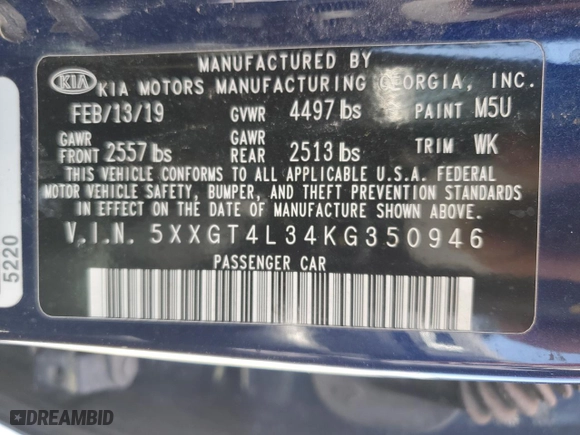 MANUFACTURED BY
KIA KIA MOTORS MANUFACTURING GEORGIA, INC.
FEB/13/19 GVWR 4497 lbs PAINT M5U
GAWR FRONT 2557 lbs GAWR REAR 2513 lbs TRIM WK
THIS VEHICLE CONFORMS TO ALL APPLICABLE U.S.A. FEDERAL
MOTOR VEHICLE SAFETY, BUMPER, AND THEFT PREVENTION STANDARDS
IN EFFECT ON THE DATE OF MANUFACTURE SHOWN ABOVE.
V.I.N. 5XXGT4L34KG350946
PASSENGER CAR
5220
DREAMBID